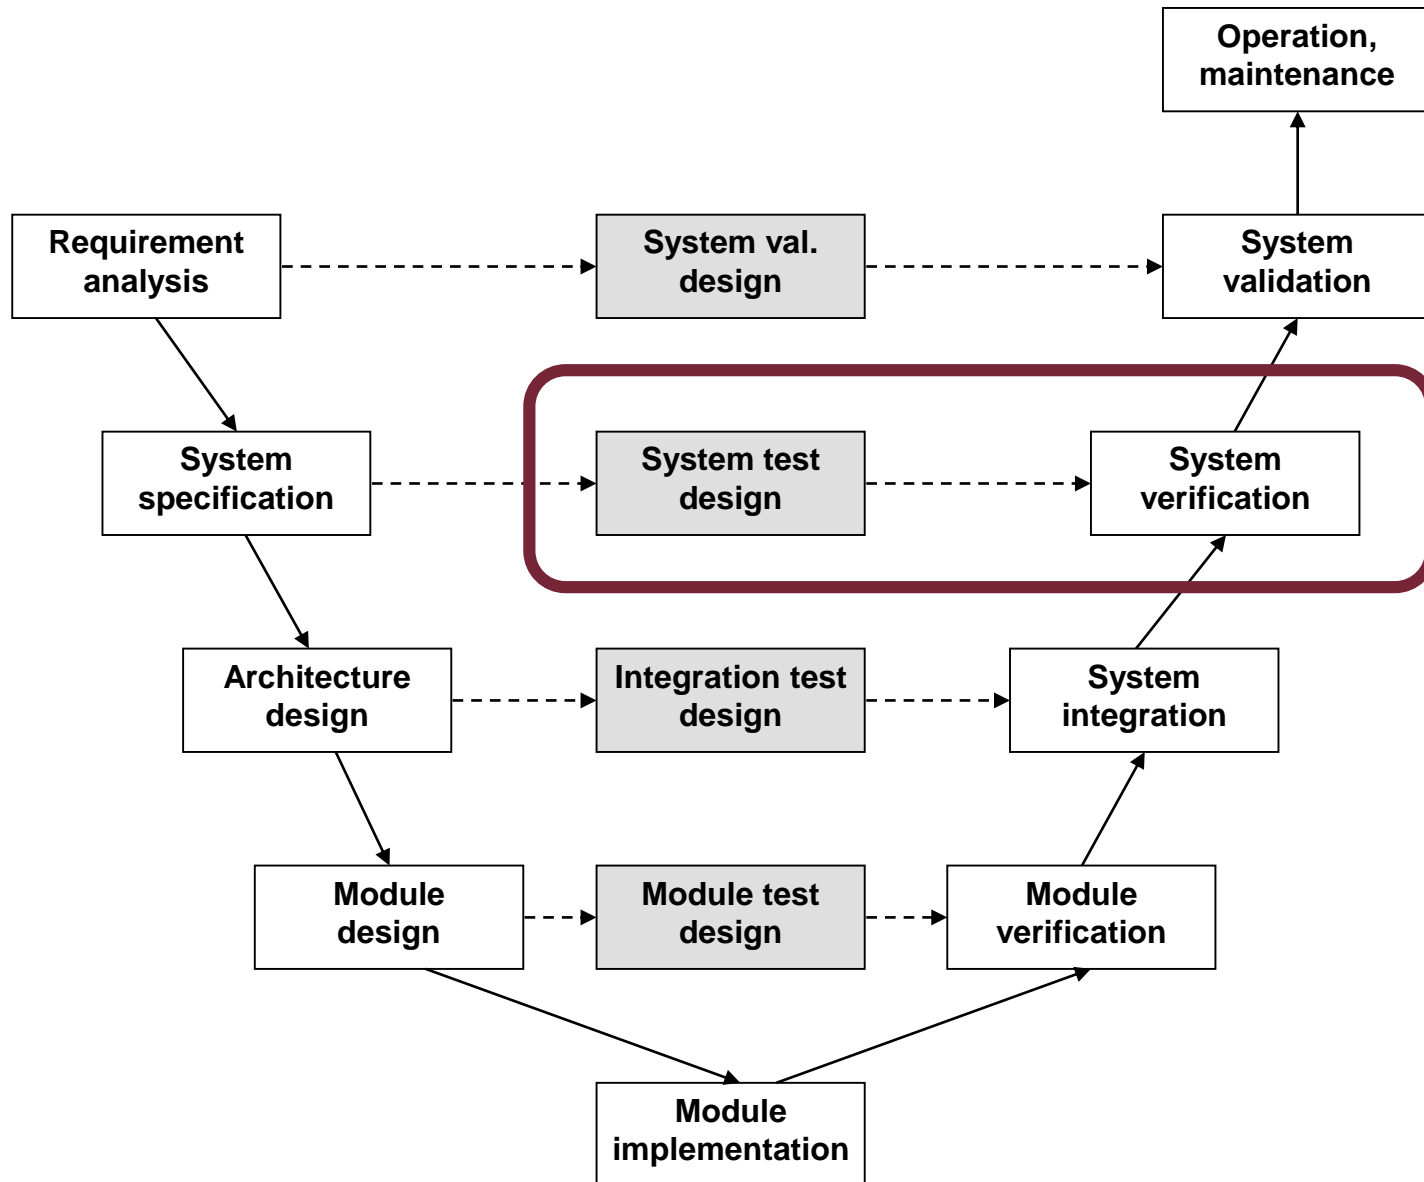 Operation,
maintenance
Requirement
analysis
System val.
design
System
validation
System
specification
System test
design
System
verification
Architecture
design
Integration test
design
System
integration
Module
design
Module test
design
Module
verification
Module
implementation